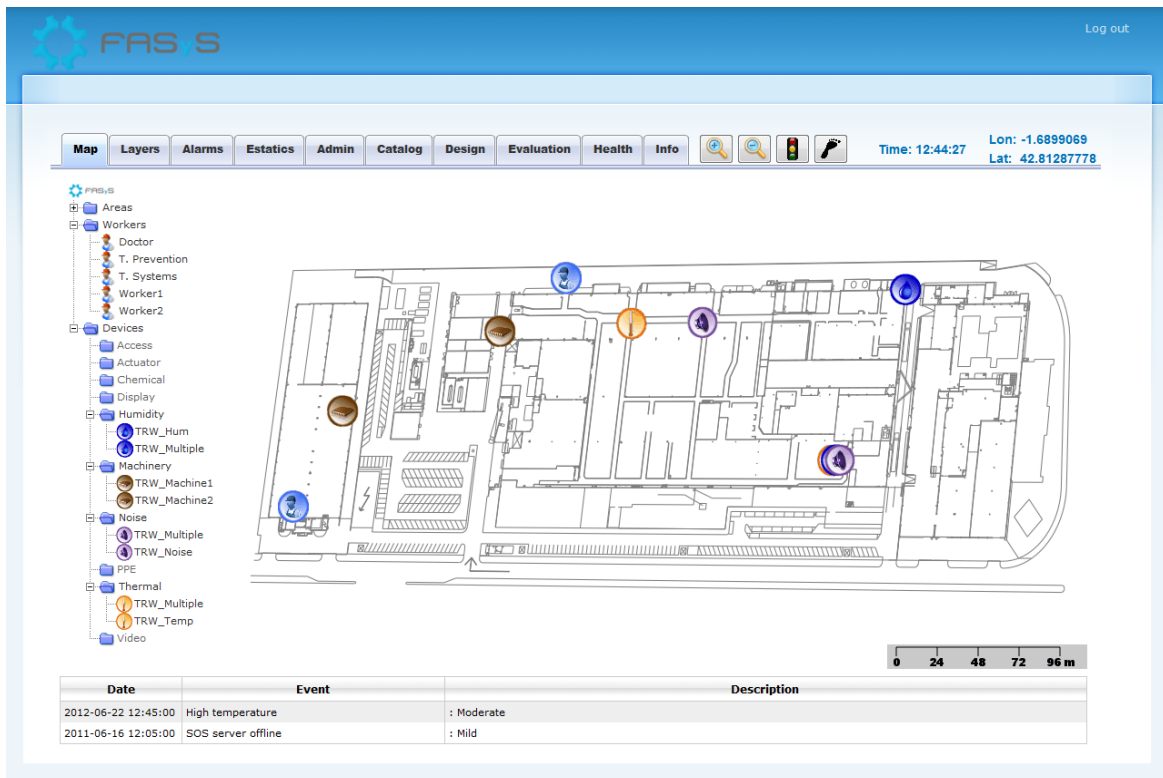 FASyS
Log out
Map Layers Alarms Estatics Admin Catalog Design Evaluation Health Info
Time: 12:44:27
Lon: -1.6899069
Lat: 42.81287778
FASyS
Areas
Workers
Doctor
T. Prevention
T. Systems
Worker1
Worker2
Devices
Access
Actuator
Chemical
Display
Humidity
TRW_Hum
TRW_Multiple
Machinery
TRW_Machine1
TRW_Machine2
Noise
TRW_Multiple
TRW_Noise
PPE
Thermal
TRW_Multiple
TRW_Temp
Video
0 24 48 72 96 m
Date Event Description
2012-06-22 12:45:00 High temperature : Moderate
2011-06-16 12:05:00 SOS server offline : Mild